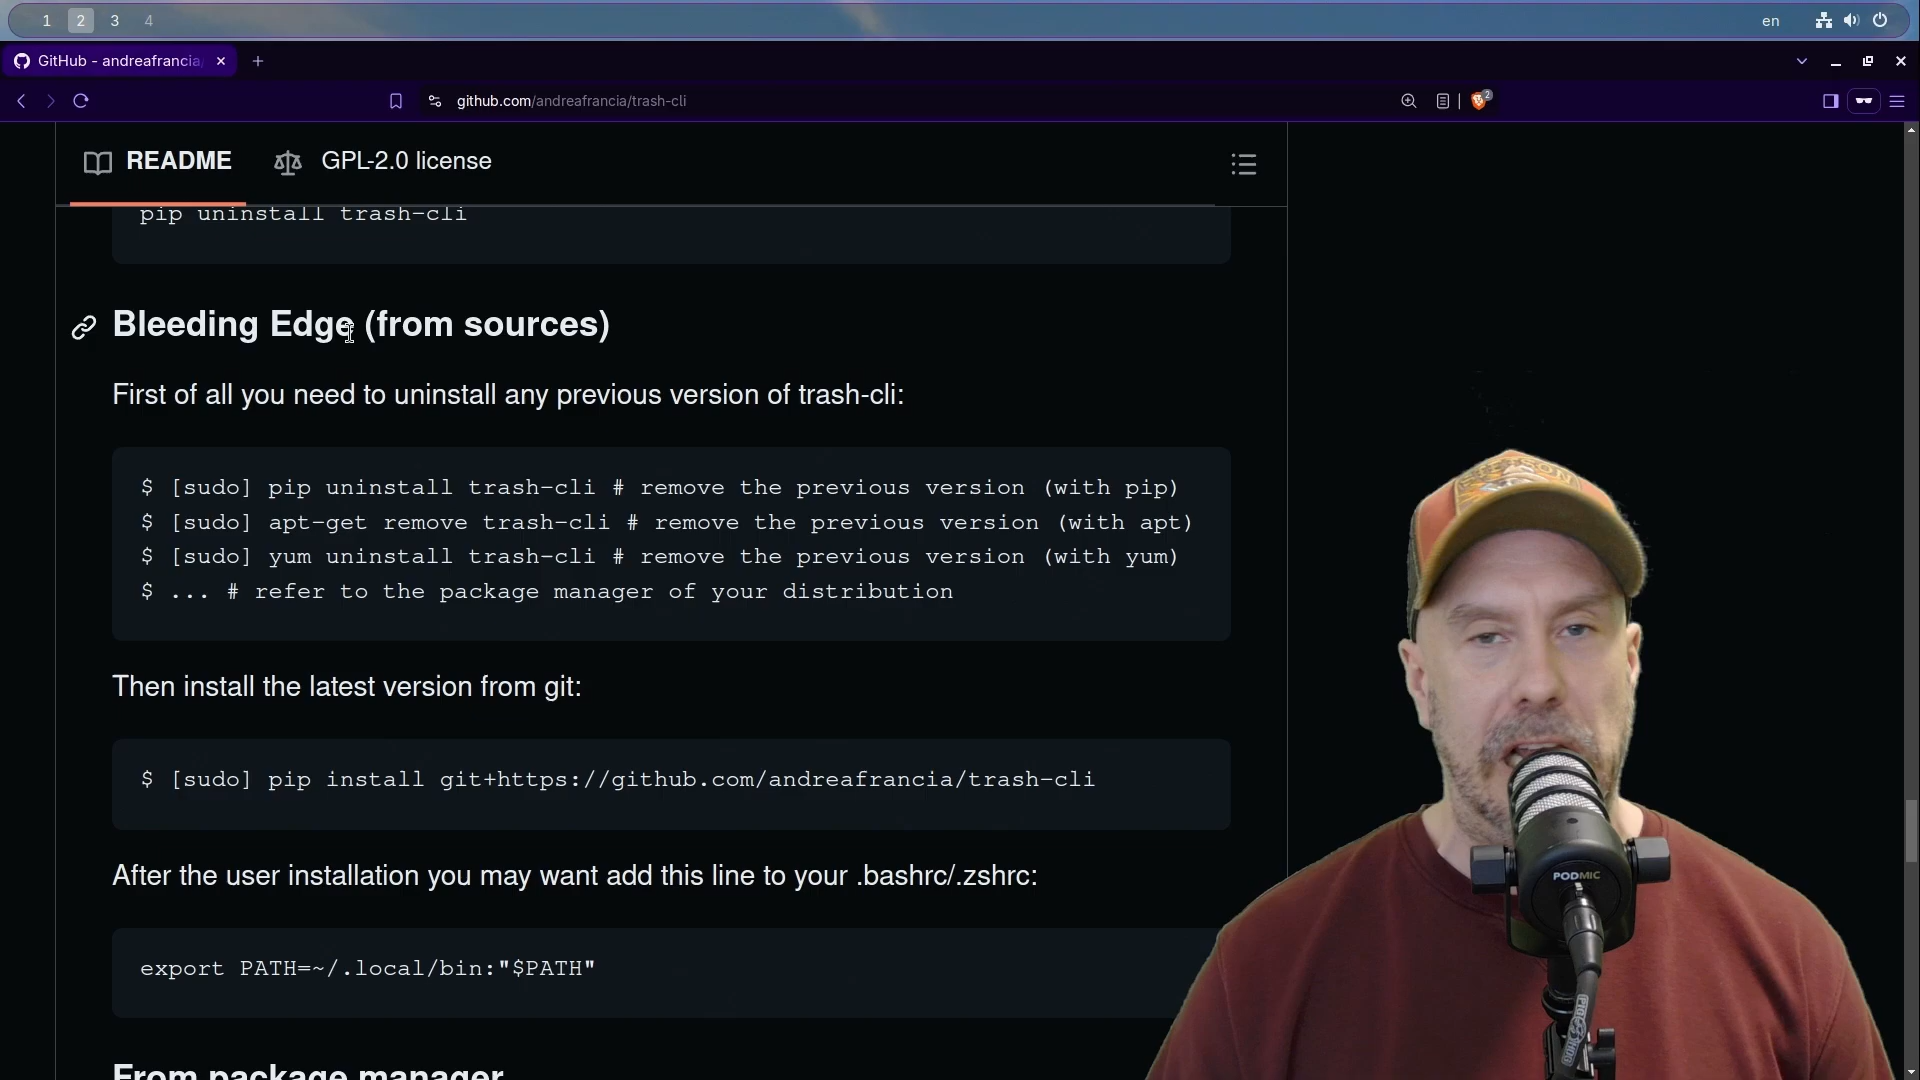 1 2 3 4 en
GitHub - andreafrancia/
github.com/andreafrancia/trash-cli
2
README GPL-2.0 license
pip uninstall trash-cli
Bleeding Edge (from sources)
First of all you need to uninstall any previous version of trash-cli:
$ [sudo] pip uninstall trash-cli # remove the previous version (with pip)
$ [sudo] apt-get remove trash-cli # remove the previous version (with apt)
$ [sudo] yum uninstall trash-cli # remove the previous version (with yum)
$ ... # refer to the package manager of your distribution
Then install the latest version from git:
$ [sudo] pip install git+https://github.com/andreafrancia/trash-cli
After the user installation you may want add this line to your .bashrc/.zshrc:
export PATH=~/.local/bin:"$PATH"
From package manager
PODMIC